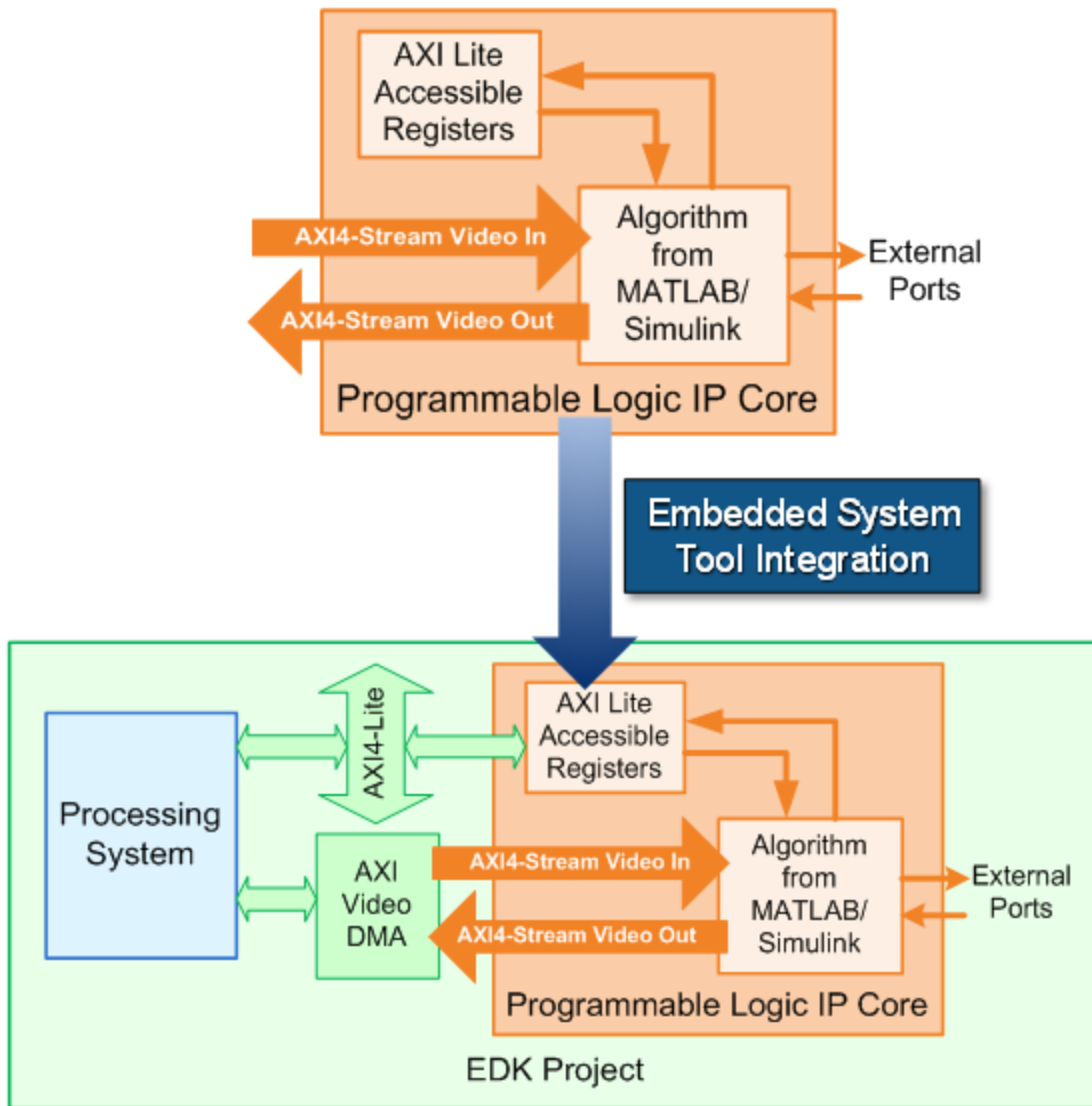 AXI Lite
Accessible
Registers
AXI4-Stream Video In
Algorithm
from
MATLAB/
Simulink
External
Ports
AXI4-Stream Video Out
Programmable Logic IP Core
Embedded System
Tool Integration
AXI Lite
Accessible
Registers
AXI4-Lite
Processing
System
AXI
Video
DMA
AXI4-Stream Video In
AXI4-Stream Video Out
Algorithm
from
MATLAB/
Simulink
External
Ports
Programmable Logic IP Core
EDK Project